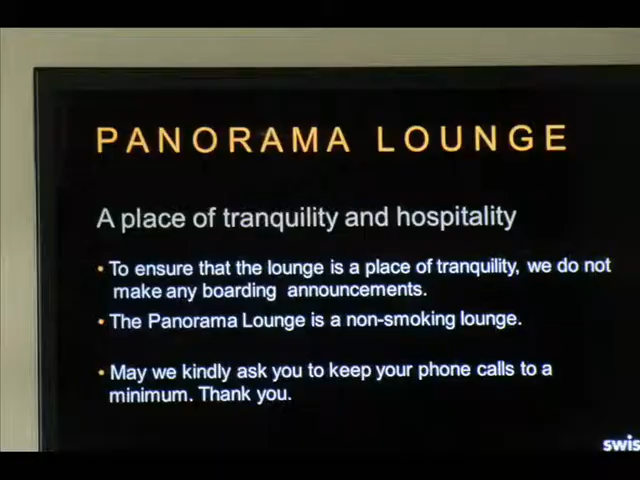 PANORAMA LOUNGE
A place of tranquility and hospitality
• To ensure that the lounge is a place of tranquility, we do not
make any boarding announcements.
• The Panorama Lounge is a non-smoking lounge.
• May we kindly ask you to keep your phone calls to a
minimum. Thank you.
swis